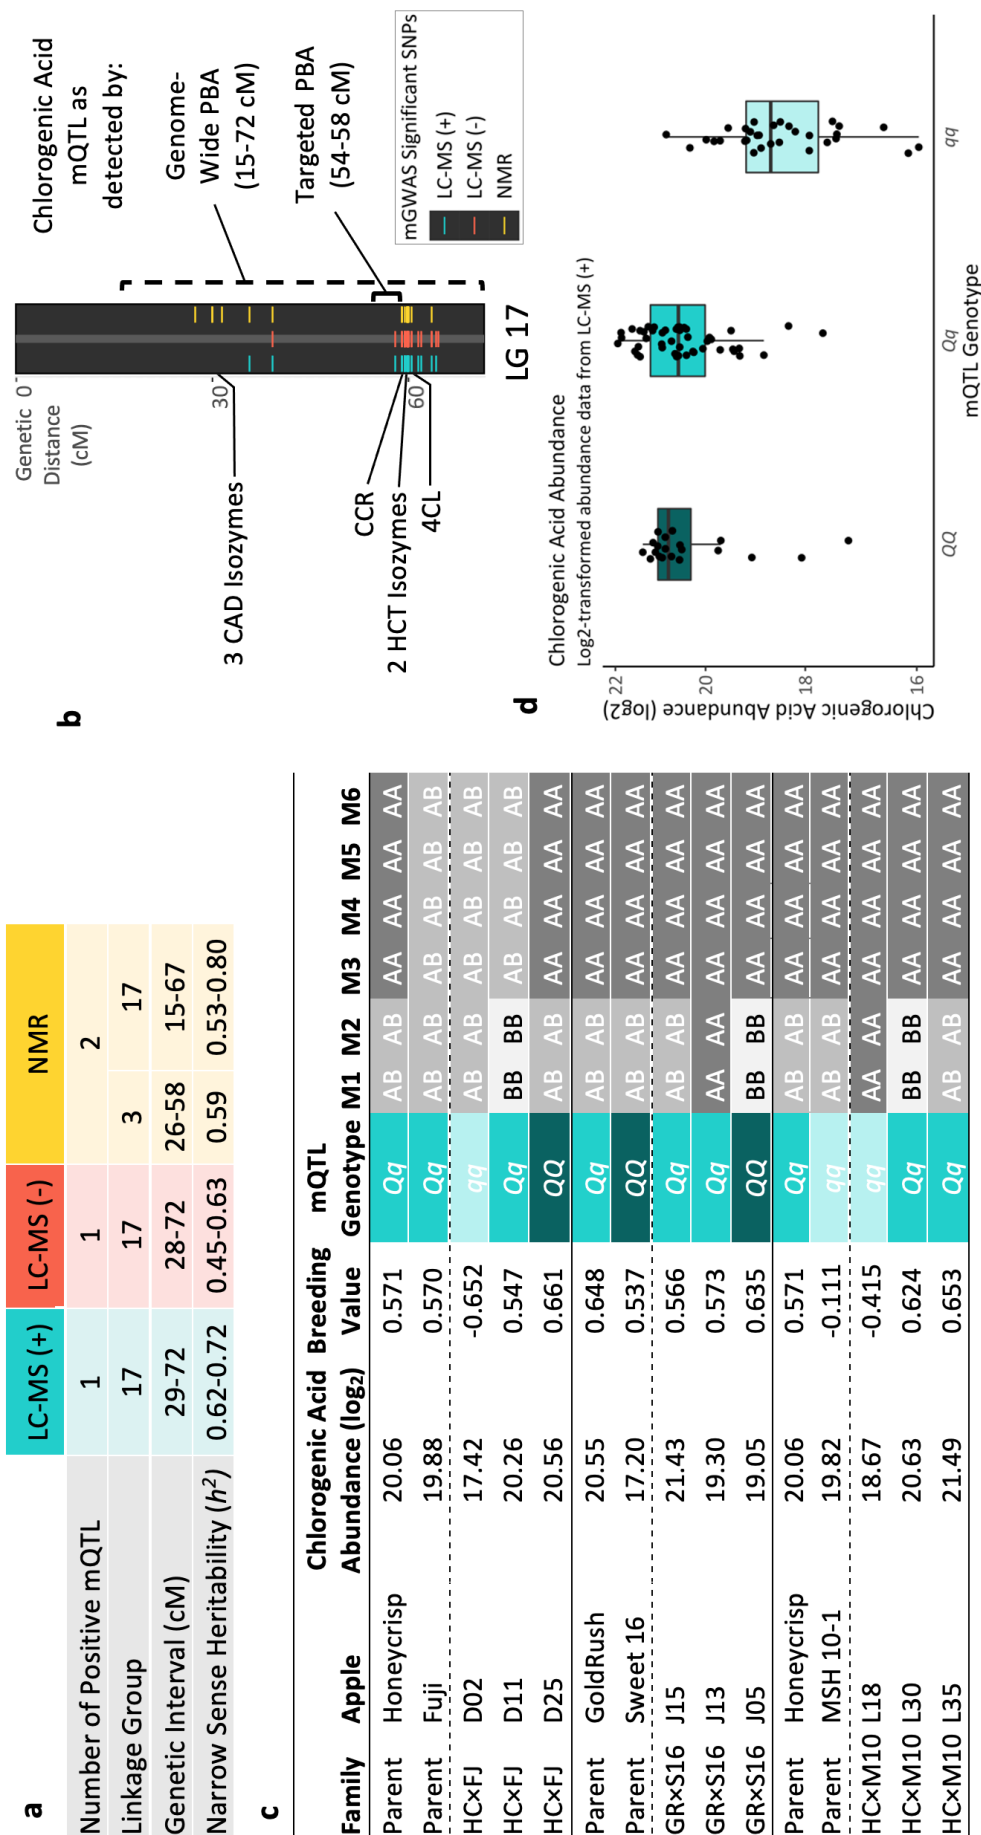 a
LC-MS (+) LC-MS (-) NMR
Number of Positive mQTL 1 1 2
Linkage Group 17 17 3 17
Genetic Interval (cM) 29-72 28-72 26-58 15-67
Narrow Sense Heritability (h²) 0.62-0.72 0.45-0.63 0.59 0.53-0.80
b
Genetic
Distance
(cM)
0
30
60
3 CAD Isozymes
CCR
2 HCT Isozymes
4CL
LG 17
Chlorogenic Acid
mQTL as
detected by:
Genome-
Wide PBA
(15-72 cM)
Targeted PBA
(54-58 cM)
mGWAS Significant SNPs
LC-MS (+)
LC-MS (-)
NMR
c
Chlorogenic Acid Breeding mQTL
Family Apple Abundance (log₂) Value Genotype M1 M2 M3 M4 M5 M6
Parent Honeycrisp 20.06 0.571 Qq AB AB AA AA AA AA
Parent Fuji 19.88 0.570 Qq AB AB AB AB AB AB
HC×FJ D02 17.42 -0.652 qq AB AB AB AB AB AB
HC×FJ D11 20.26 0.547 Qq BB BB AB AB AB AB
HC×FJ D25 20.56 0.661 QQ AB AB AA AA AA AA
Parent GoldRush 20.55 0.648 Qq AB AB AA AA AA AA
Parent Sweet 16 17.20 0.537 QQ AB AB AA AA AA AA
GR×S16 J15 21.43 0.566 Qq AB AB AA AA AA AA
GR×S16 J13 19.30 0.573 Qq AA AA AA AA AA AA
GR×S16 J05 19.05 0.635 QQ BB BB AA AA AA AA
Parent Honeycrisp 20.06 0.571 Qq AB AB AA AA AA AA
Parent MSH 10-1 19.82 -0.111 qq AB AB AA AA AA AA
HC×M10 L18 18.67 -0.415 qq AA AA AA AA AA AA
HC×M10 L30 20.63 0.624 Qq BB BB AA AA AA AA
HC×M10 L35 21.49 0.653 Qq AB AB AA AA AA AA
d
Chlorogenic Acid Abundance
Log2-transformed abundance data from LC-MS (+)
Chlorogenic Acid Abundance (log2)
22
20
18
16
QQ Qq qq
mQTL Genotype